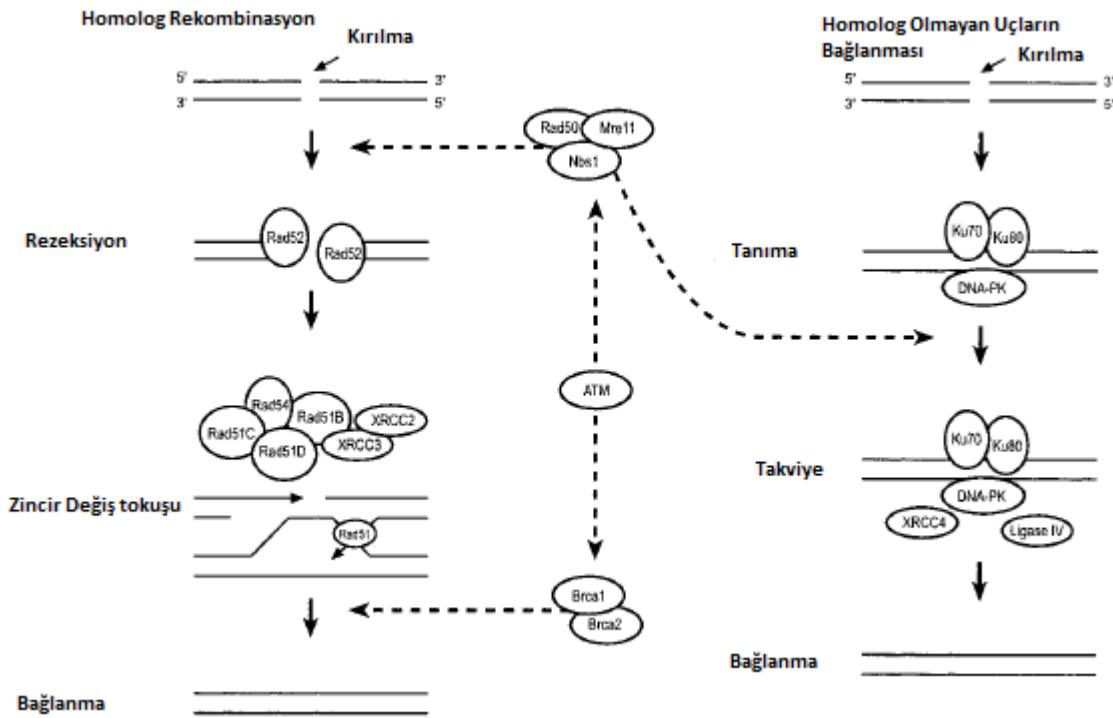 Homolog Rekombinasyon
Kırılma
5'
3'
3'
5'
Rezeksiyon
Rad52
Rad52
Rad54
Rad51B
XRCC2
Rad51C
XRCC3
Rad51D
Zincir Değiş tokuşu
Rad51
Bağlanma
Rad50
Mre11
Nbs1
ATM
Brca1
Brca2
Homolog Olmayan Uçların
Bağlanması
Kırılma
5'
3'
3'
5'
Tanıma
Ku70
Ku80
DNA-PK
Takviye
Ku70
Ku80
DNA-PK
XRCC4
Ligase IV
Bağlanma